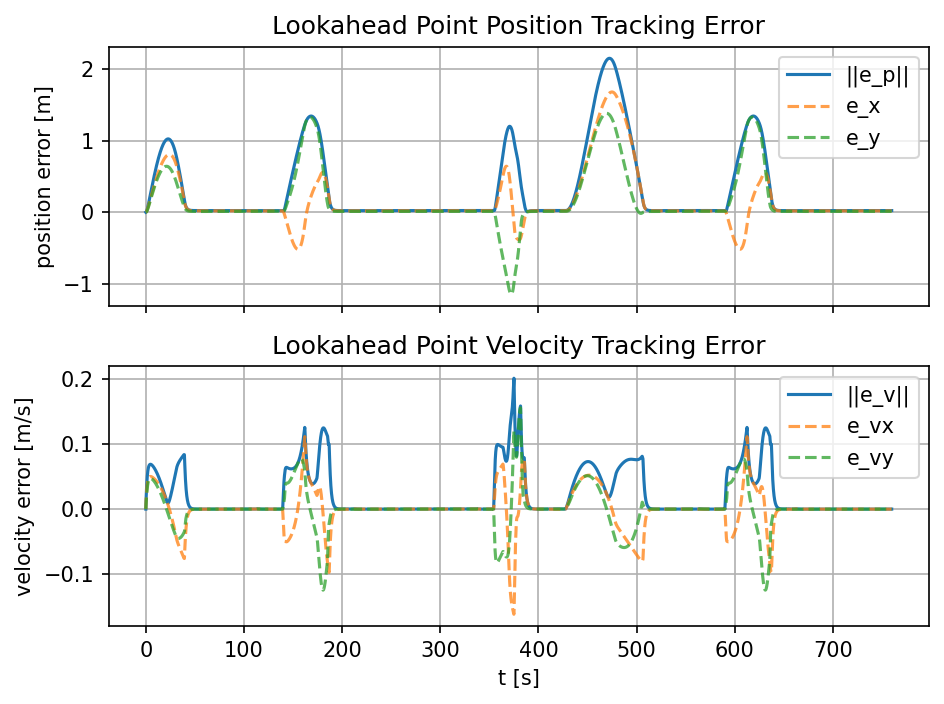 Lookahead Point Position Tracking Error
position error [m]
2
1
0
−1
||e_p||
e_x
e_y
Lookahead Point Velocity Tracking Error
velocity error [m/s]
0.2
0.1
0.0
−0.1
||e_v||
e_vx
e_vy
0 100 200 300 400 500 600 700
t [s]